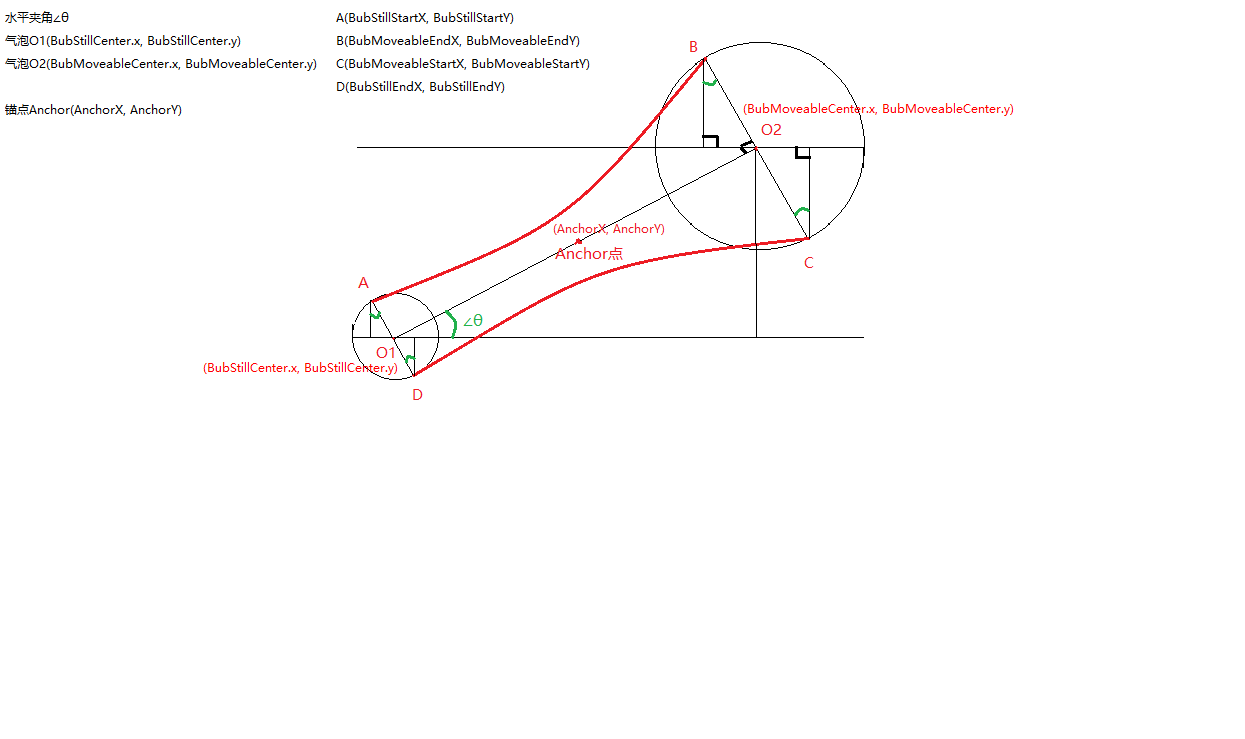 水平夹角∠θ
气泡O1(BubStillCenter.x, BubStillCenter.y)
气泡O2(BubMoveableCenter.x, BubMoveableCenter.y)
锚点Anchor(AnchorX, AnchorY)
A(BubStillStartX, BubStillStartY)
B(BubMoveableEndX, BubMoveableEndY)
C(BubMoveableStartX, BubMoveableStartY)
D(BubStillEndX, BubStillEndY)
B
(BubMoveableCenter.x, BubMoveableCenter.y)
O2
(AnchorX, AnchorY)
Anchor点
C
A
∠θ
O1
(BubStillCenter.x, BubStillCenter.y)
D